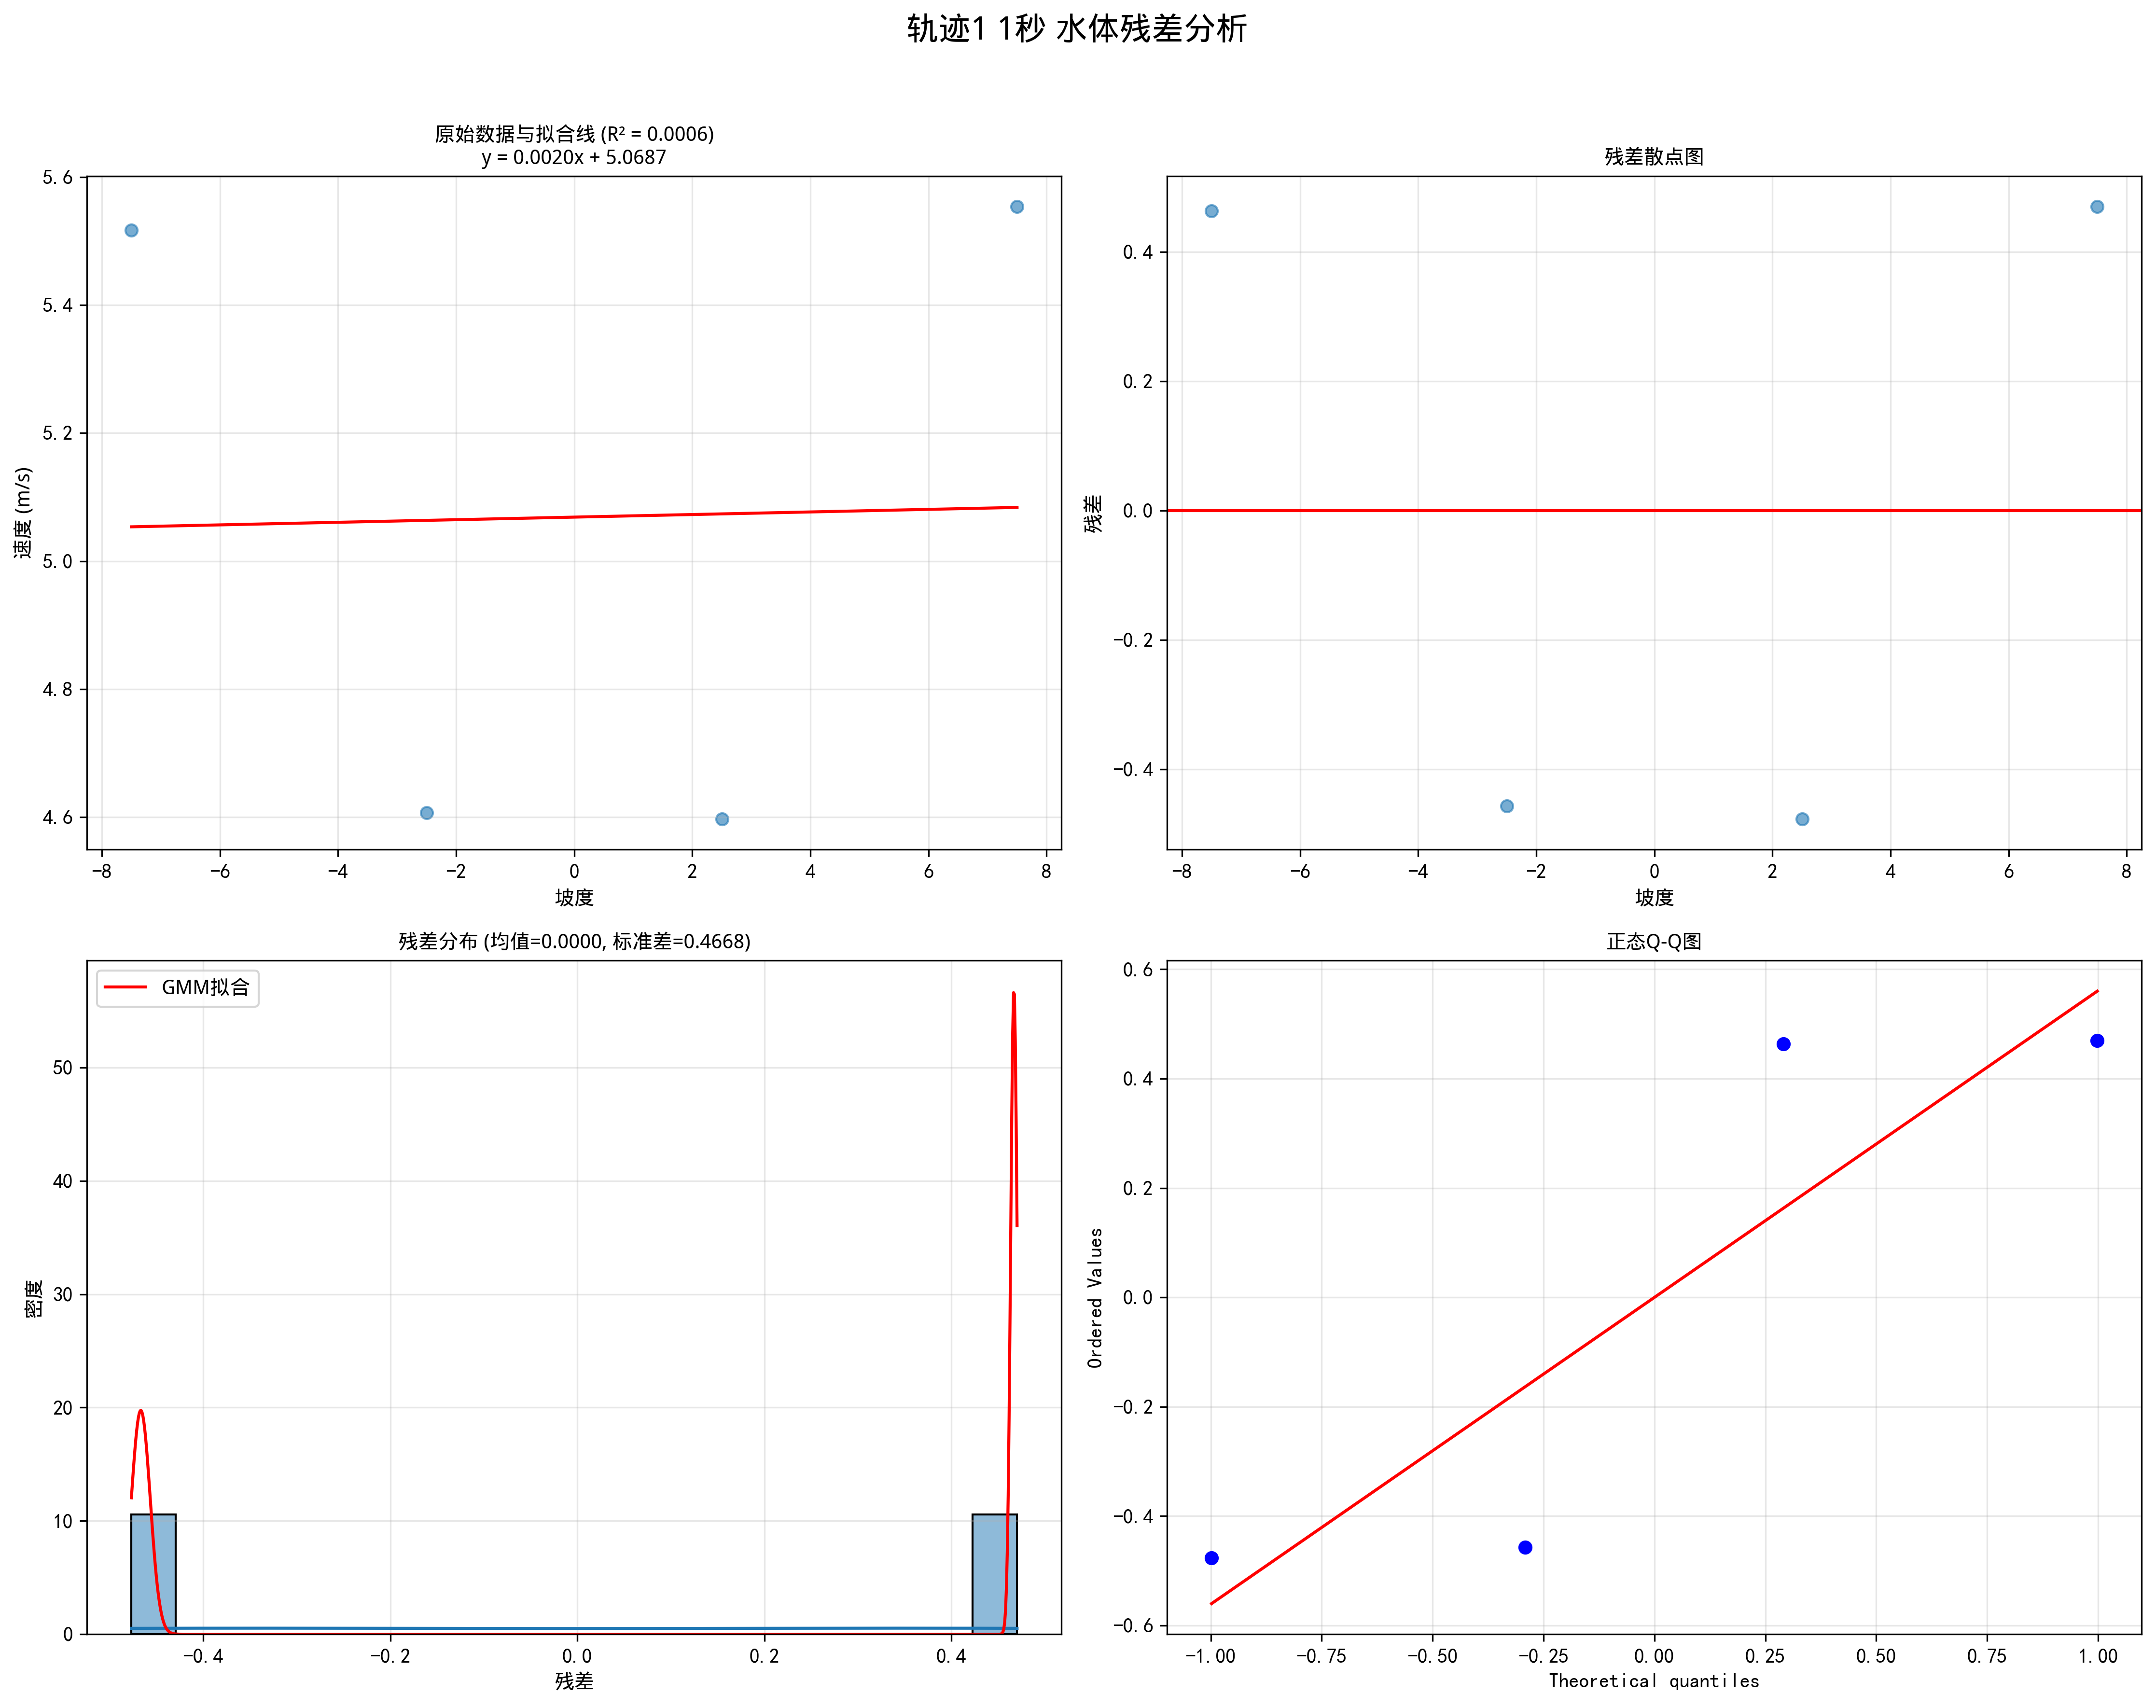 轨迹1 1秒 水体残差分析
原始数据与拟合线 (R² = 0.0006)
y = 0.0020x + 5.0687
5.6
5.4
5.2
5.0
4.8
4.6
速度 (m/s)
−8 −6 −4 −2 0 2 4 6 8
坡度
残差散点图
0.4
0.2
0.0
−0.2
−0.4
残差
−8 −6 −4 −2 0 2 4 6 8
坡度
残差分布 (均值=0.0000, 标准差=0.4668)
GMM拟合
50
40
30
20
10
0
密度
−0.4 −0.2 0.0 0.2 0.4
残差
正态Q-Q图
0.6
0.4
0.2
0.0
−0.2
−0.4
−0.6
Ordered Values
−1.00 −0.75 −0.50 −0.25 0.00 0.25 0.50 0.75 1.00
Theoretical quantiles